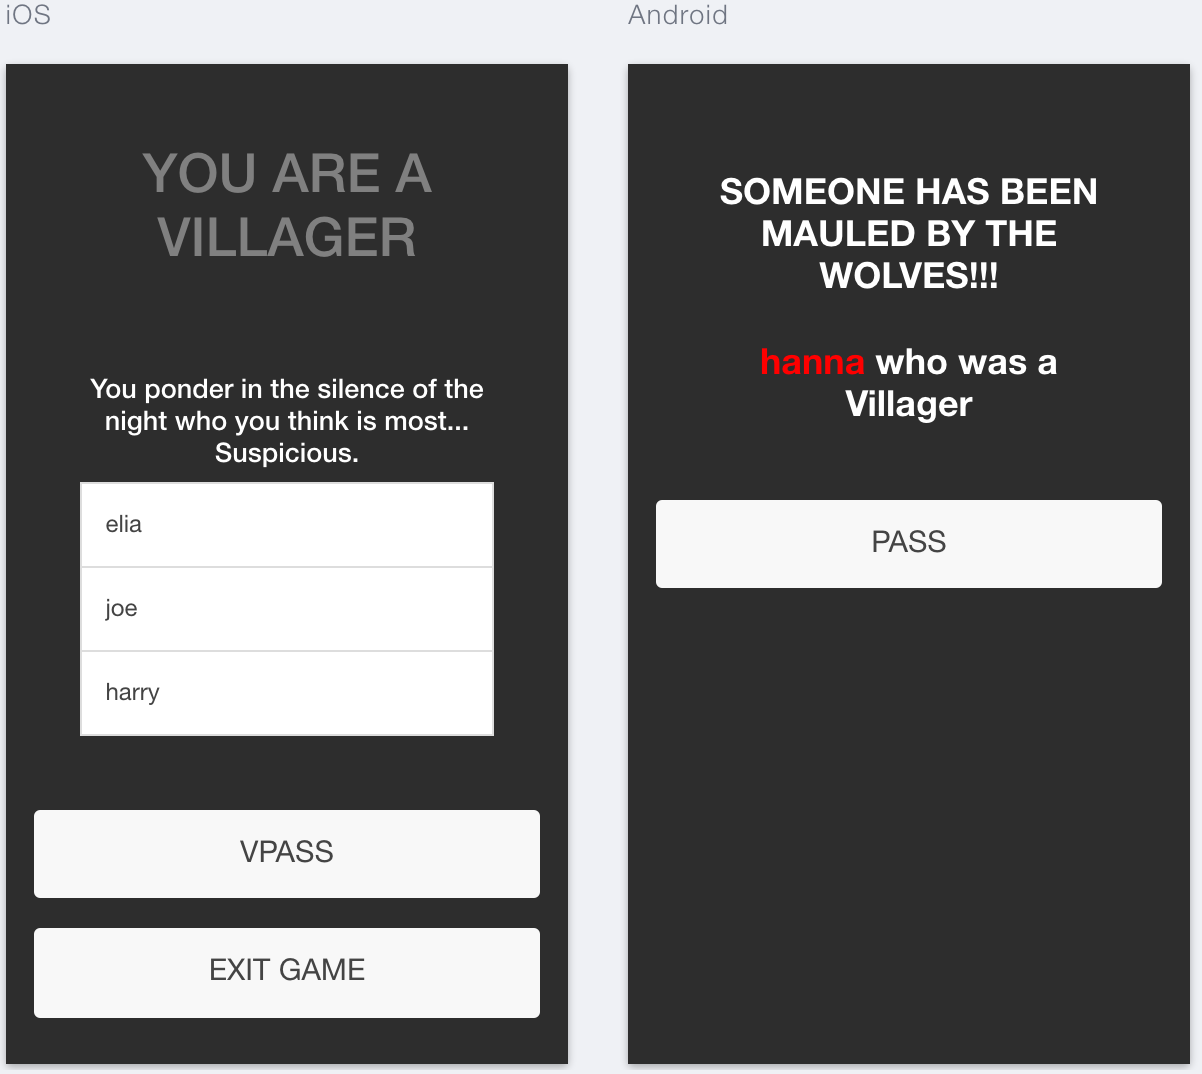 iOS
YOU ARE A
VILLAGER
You ponder in the silence of the
night who you think is most...
Suspicious.
elia
joe
harry
VPASS
EXIT GAME
Android
SOMEONE HAS BEEN
MAULED BY THE
WOLVES!!!
hanna who was a
Villager
PASS